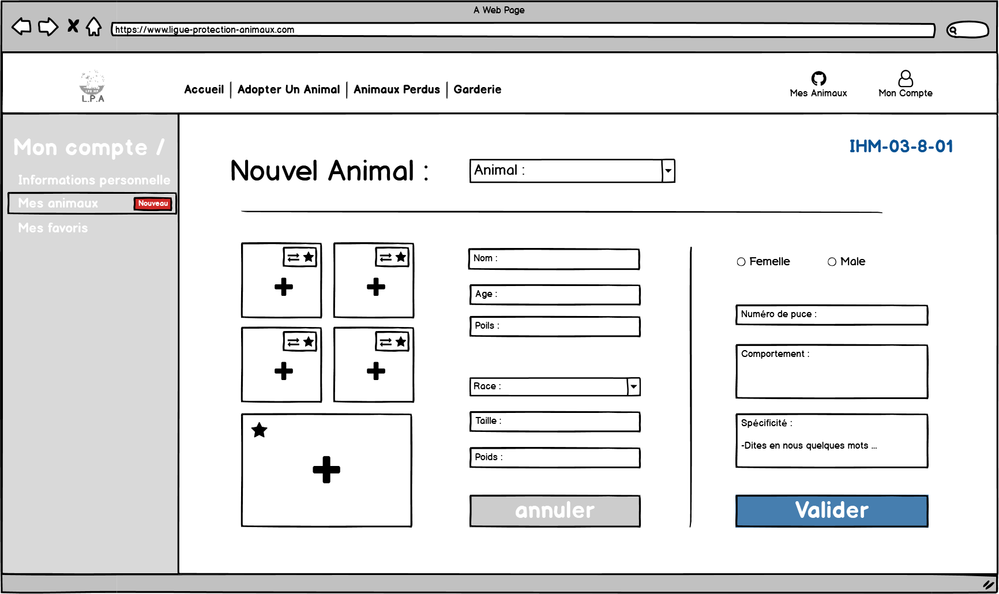 A Web Page
https://www.ligue-protection-animaux.com
L.P.A
Accueil | Adopter Un Animal | Animaux Perdus | Garderie
Mes Animaux
Mon Compte
Mon compte /
Informations personnelle
Mes animaux
Nouveau
Mes favoris
IHM-03-8-01
Nouvel Animal :
Animal :
Nom :
Age :
Poils :
Race :
Taille :
Poids :
annuler
Femelle
Male
Numéro de puce :
Comportement :
Spécificité :
-Dites en nous quelques mots ...
Valider